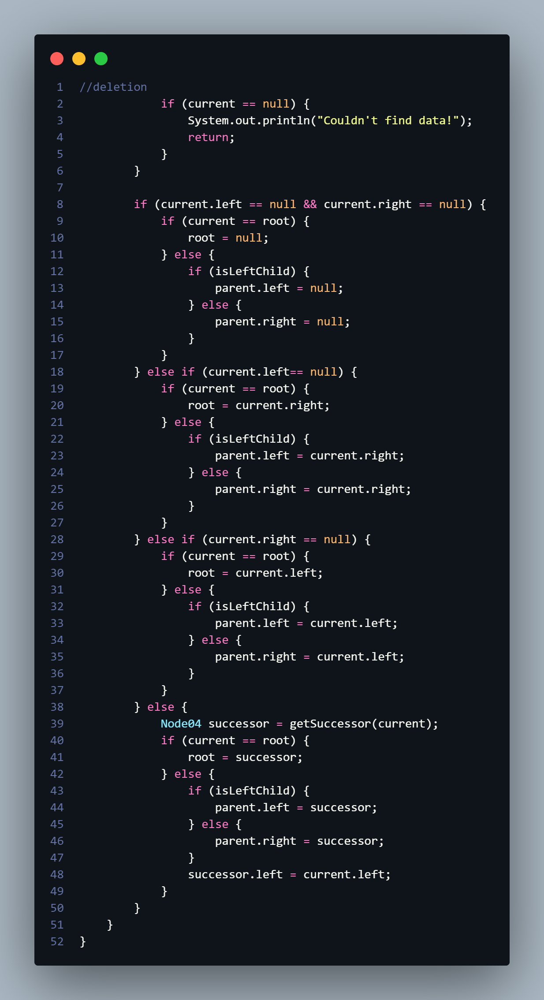 1 //deletion
2 if (current == null) {
3 System.out.println("Couldn't find data!");
4 return;
5 }
6 }
7
8 if (current.left == null && current.right == null) {
9 if (current == root) {
10 root = null;
11 } else {
12 if (isLeftChild) {
13 parent.left = null;
14 } else {
15 parent.right = null;
16 }
17 }
18 } else if (current.left== null) {
19 if (current == root) {
20 root = current.right;
21 } else {
22 if (isLeftChild) {
23 parent.left = current.right;
24 } else {
25 parent.right = current.right;
26 }
27 }
28 } else if (current.right == null) {
29 if (current == root) {
30 root = current.left;
31 } else {
32 if (isLeftChild) {
33 parent.left = current.left;
34 } else {
35 parent.right = current.left;
36 }
37 }
38 } else {
39 Node04 successor = getSuccessor(current);
40 if (current == root) {
41 root = successor;
42 } else {
43 if (isLeftChild) {
44 parent.left = successor;
45 } else {
46 parent.right = successor;
47 }
48 successor.left = current.left;
49 }
50 }
51 }
52 }